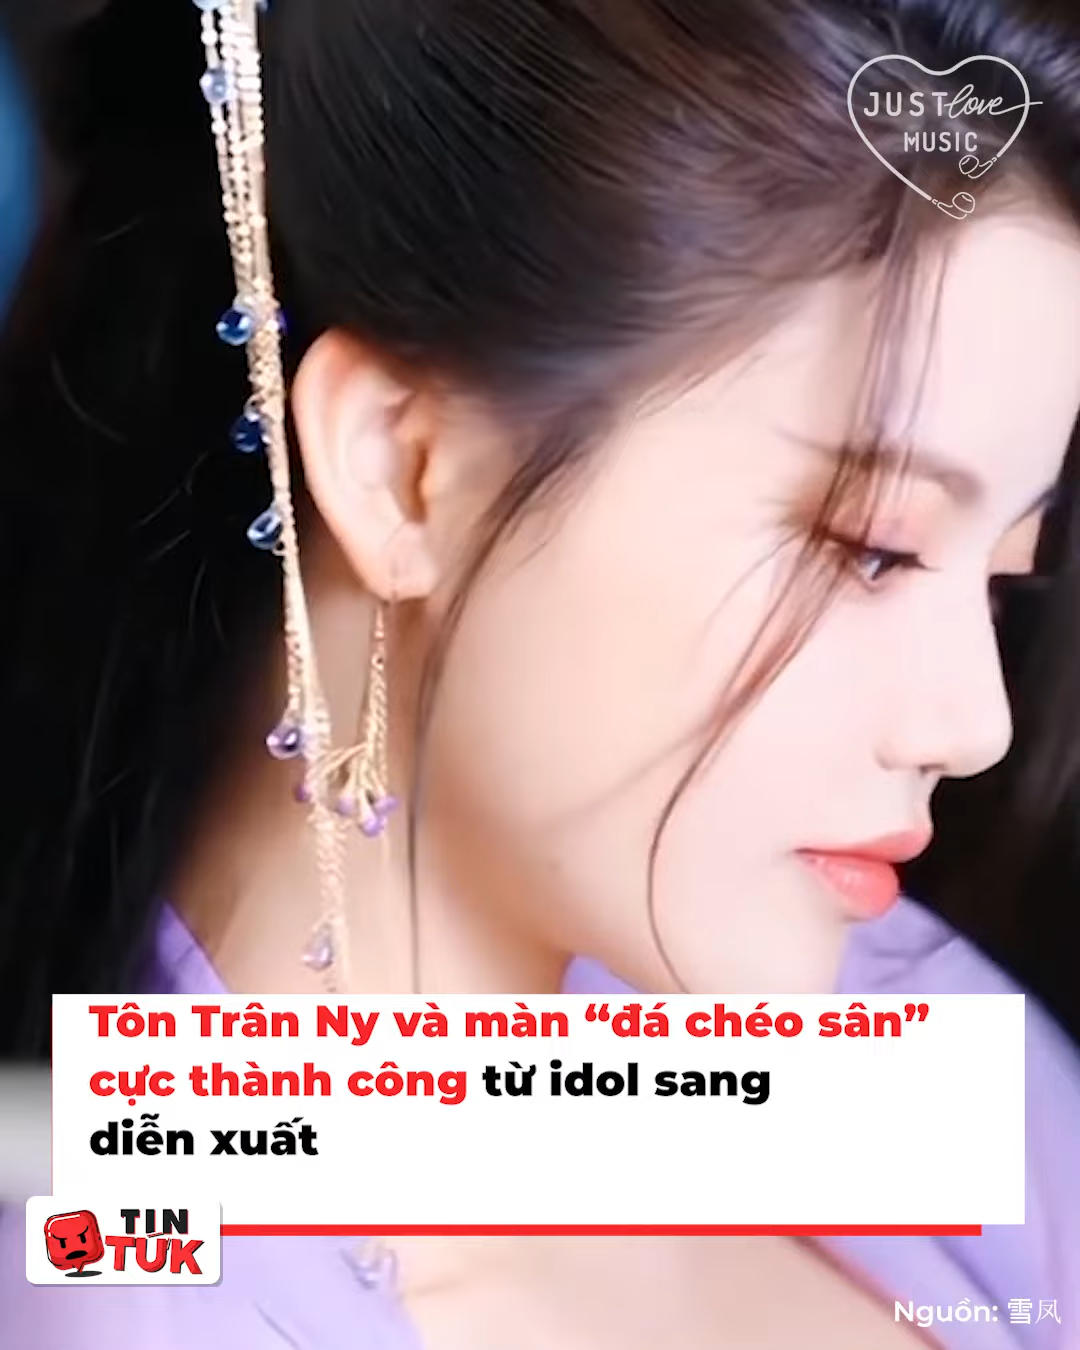 JUST love
MUSIC
Tôn Trân Ny và màn “đá chéo sân”
cực thành công từ idol sang
diễn xuất
TIN
TỨK
Nguồn: 雪凤